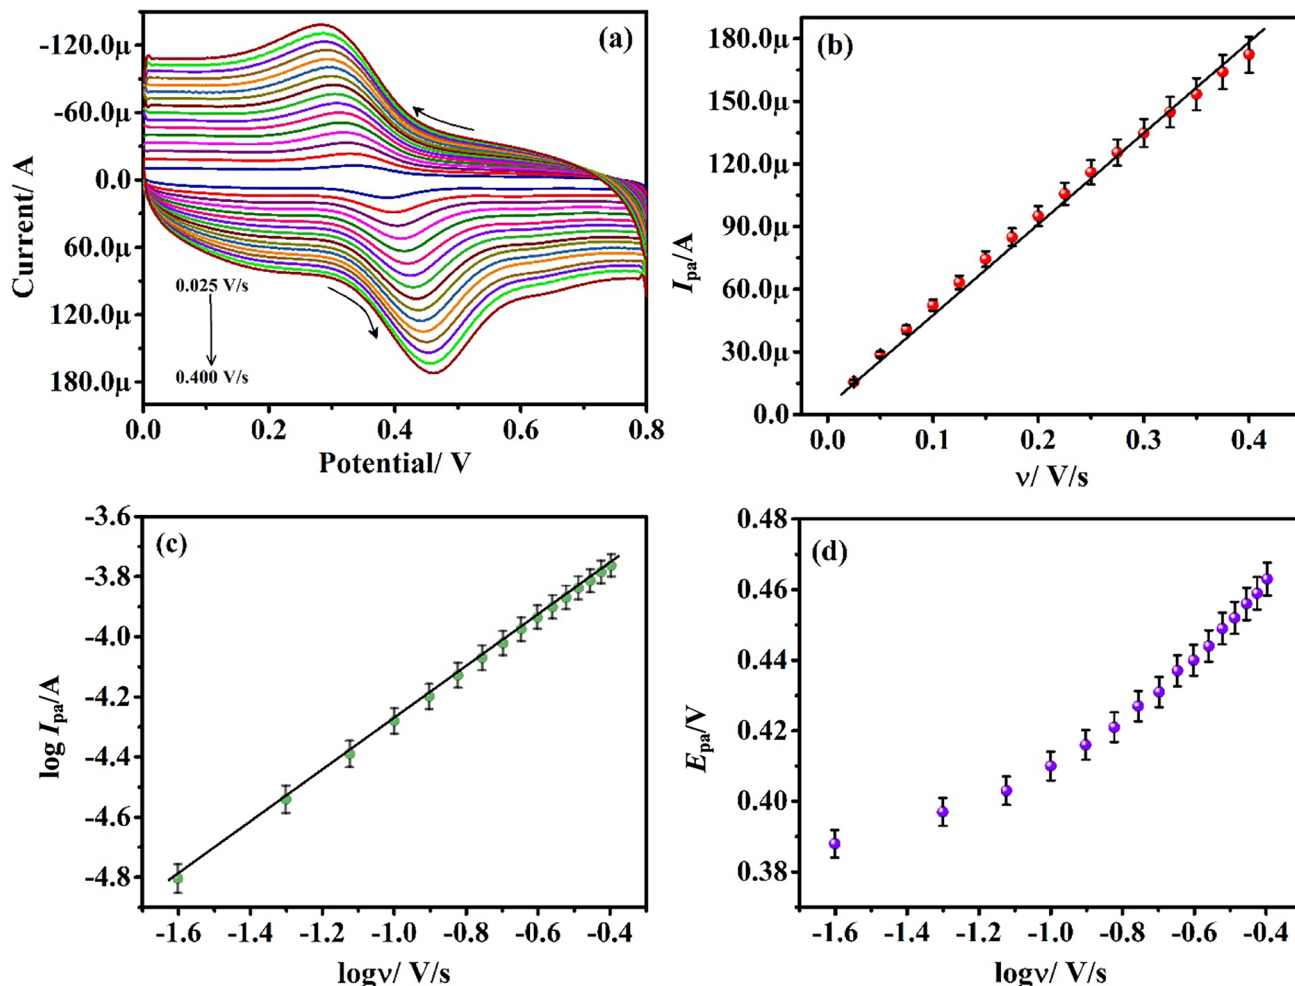 (a)
-120.0μ
-60.0μ
0.0
60.0μ
120.0μ
180.0μ
Current/ A
0.025 V/s
0.400 V/s
0.0
0.2
0.4
0.6
0.8
Potential/ V
(b)
180.0μ
150.0μ
120.0μ
90.0μ
60.0μ
30.0μ
0.0
Ipa/A
0.0
0.1
0.2
0.3
0.4
ν/ V/s
(c)
-3.6
-3.8
-4.0
-4.2
-4.4
-4.6
-4.8
log Ipa/A
-1.6
-1.4
-1.2
-1.0
-0.8
-0.6
-0.4
logν/ V/s
(d)
0.48
0.46
0.44
0.42
0.40
0.38
Epa/V
-1.6
-1.4
-1.2
-1.0
-0.8
-0.6
-0.4
logν/ V/s